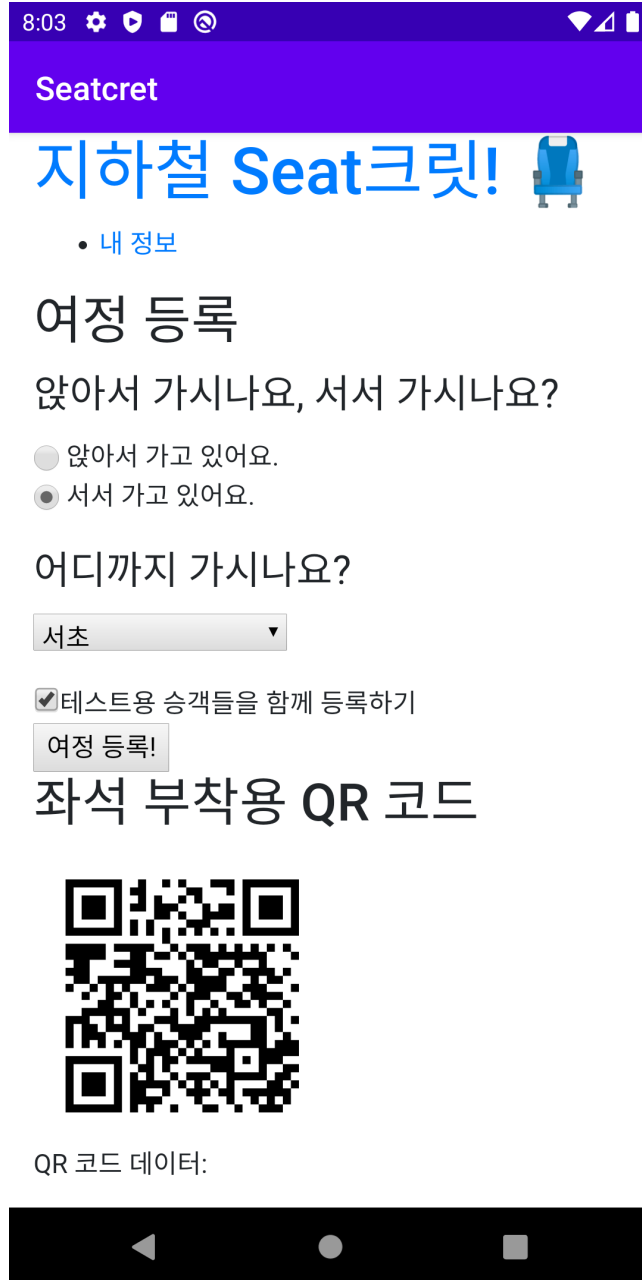 8:03
Seatcret
지하철 Seat크릿!
내 정보
여정 등록
앉아서 가시나요, 서서 가시나요?
앉아서 가고 있어요.
서서 가고 있어요.
어디까지 가시나요?
서초
테스트용 승객들을 함께 등록하기
여정 등록!
좌석 부착용 QR 코드
QR 코드 데이터: